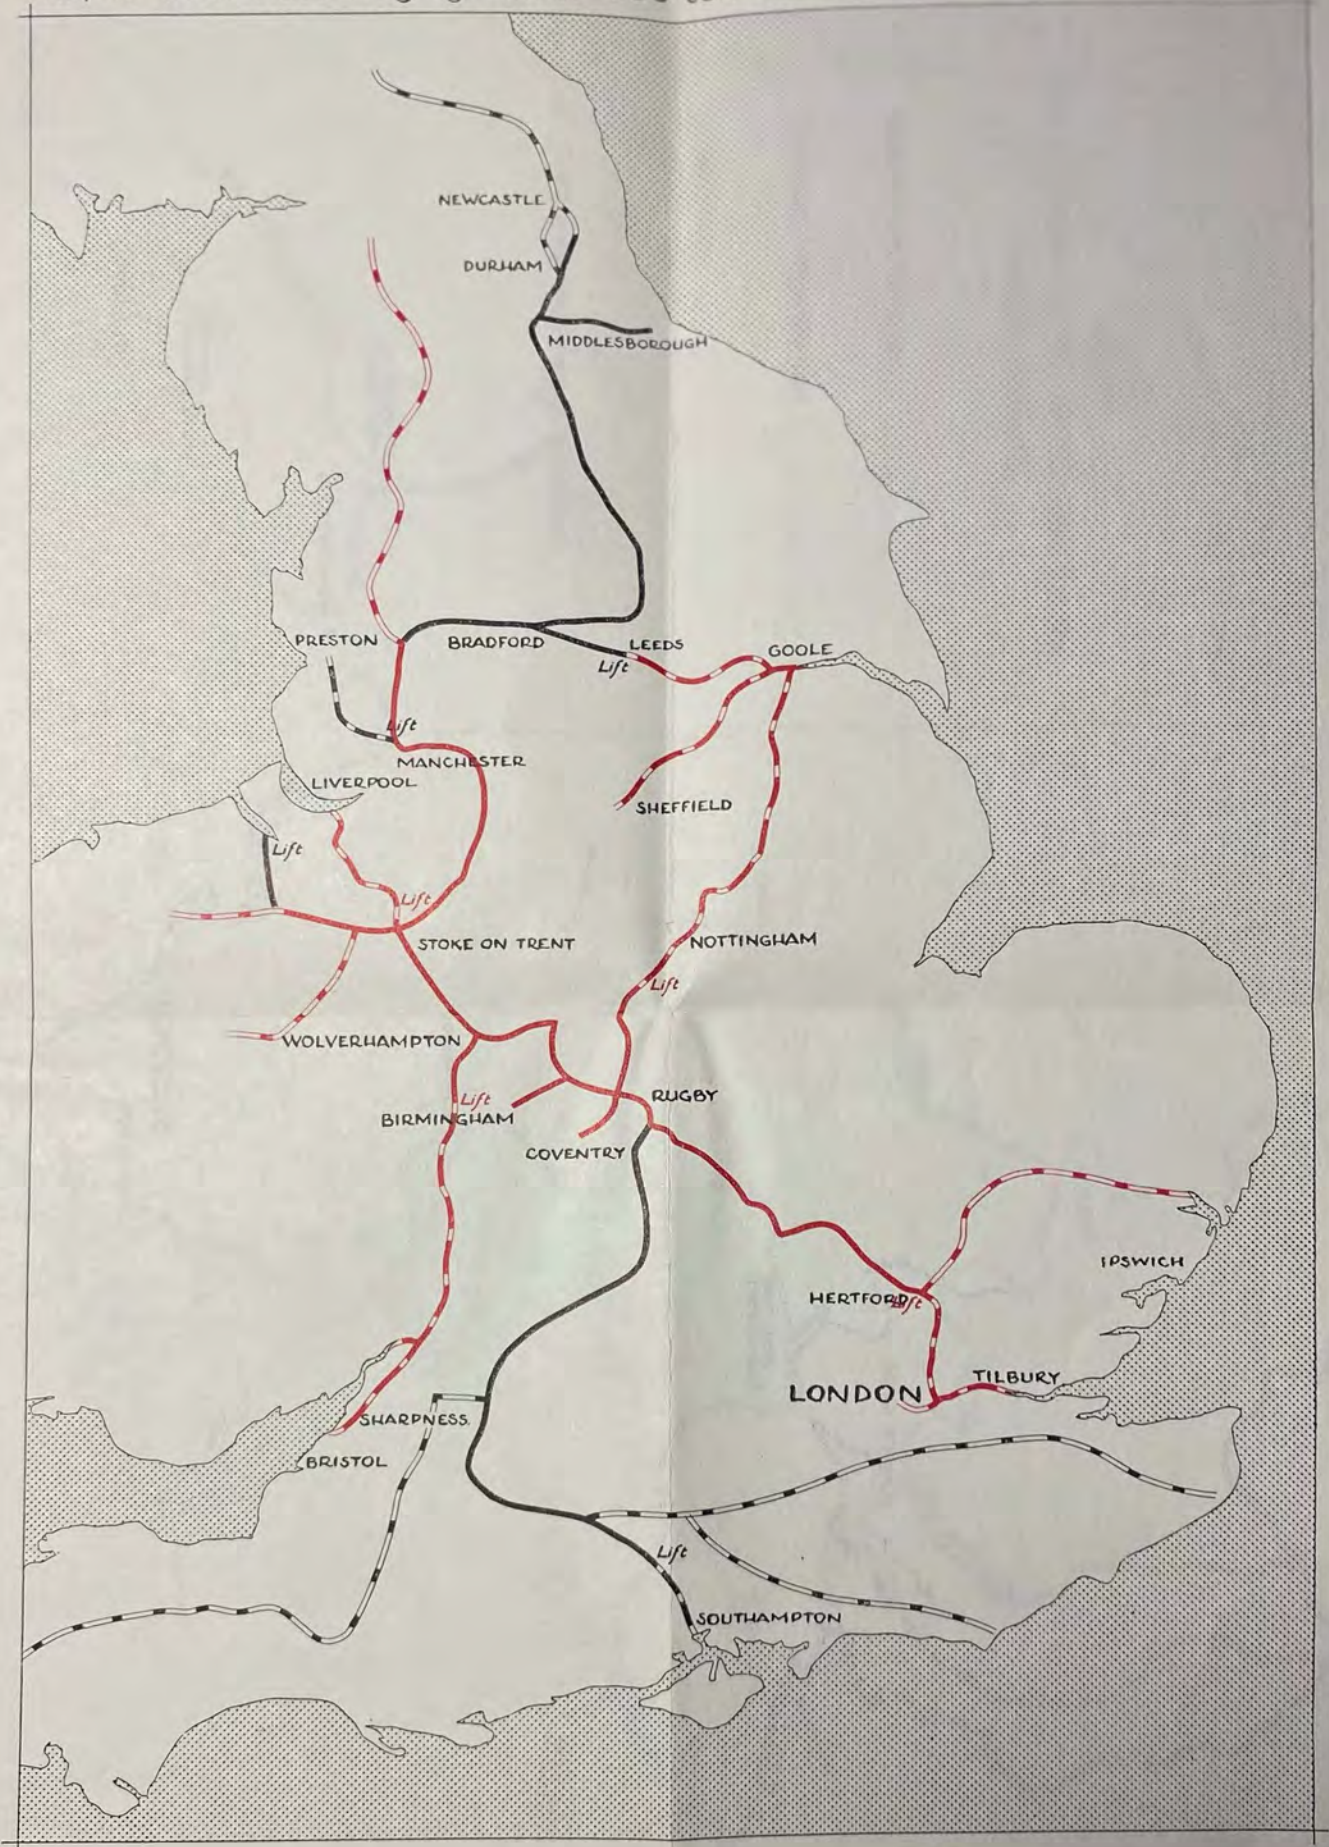 NEWCASTLE
DURHAM
MIDDLESBOROUGH
PRESTON
BRADFORD
LEEDS
Lift
GOOLE
Lift
MANCHESTER
LIVERPOOL
SHEFFIELD
Lift
Lift
STOKE ON TRENT
NOTTINGHAM
Lift
WOLVERHAMPTON
Lift
RUGBY
BIRMINGHAM
COVENTRY
IPSWICH
HERTFORD
Lift
TILBURY
LONDON
SHARPNESS
BRISTOL
Lift
SOUTHAMPTON